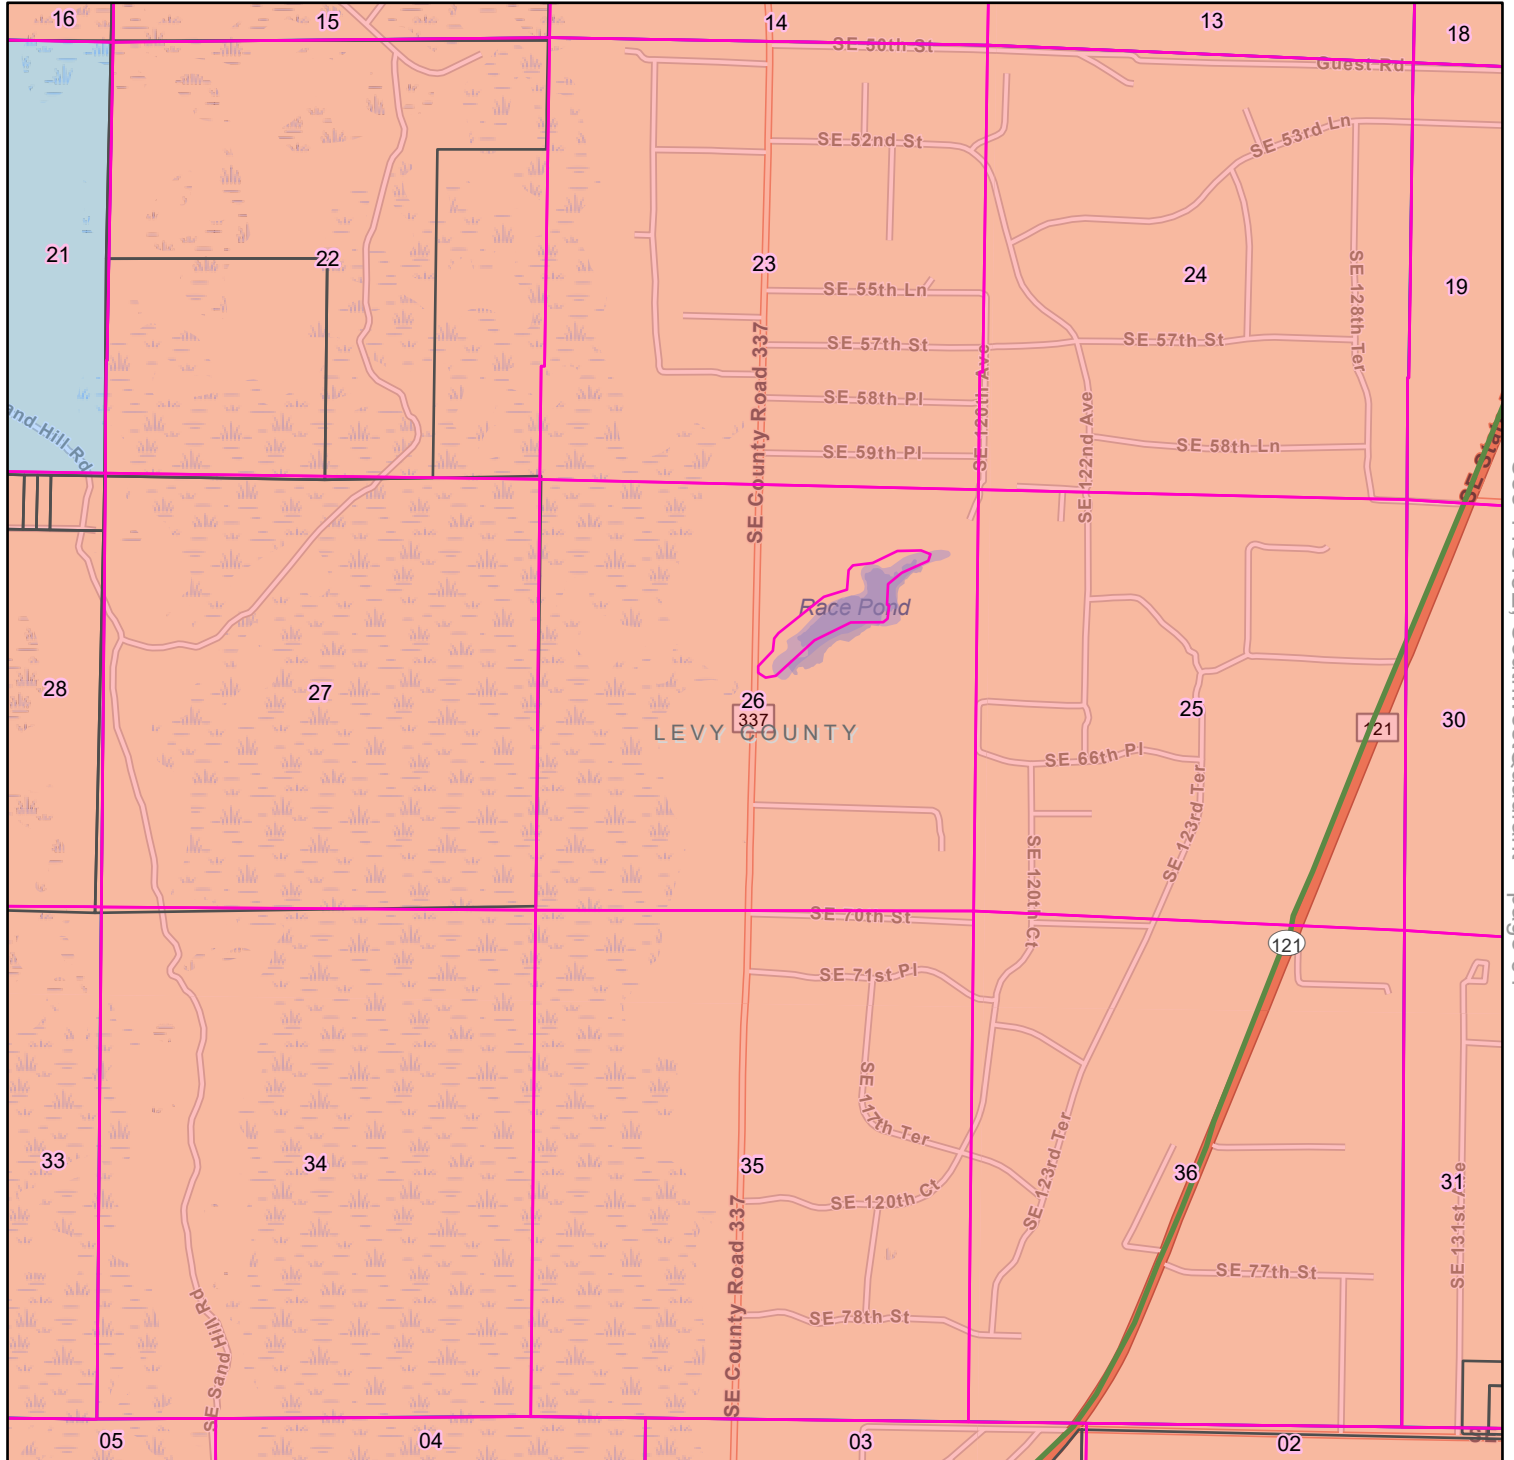 16
15
14
13
18
SE 50th St
Guest Rd
SE 52nd St
SE 53rd Ln
21
22
23
24
19
SE 55th Ln
SE 128th Ter
SE 57th St
SE 57th St
SE County Road 337
SE 120th Ave
SE 58th Pl
SE 122nd Ave
and Hill Rd
SE 58th Ln
SE 59th Pl
SE Stat
Race Pond
28
27
26
337
LEVY COUNTY
25
121
30
SE 66th Pl
SE 123rd Ter
SE 120th Ct
SE 70th St
121
SE 71st Pl
SE 117th Ter
SE 123rd Ter
33
34
35
36
31
SE 131st Ave
SE 120th Ct
SE County Road 337
SE 77th St
SE Sand Hill Rd
SE 78th St
05
04
03
02
SE